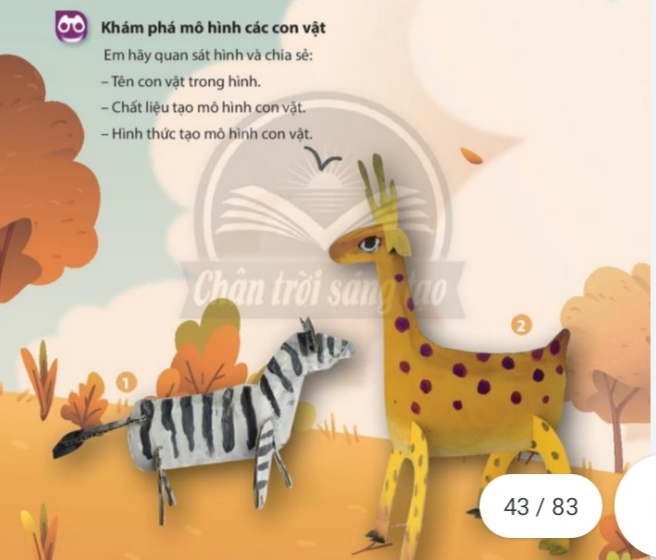 Khám phá mô hình các con vật
Em hãy quan sát hình và chia sẻ:
– Tên con vật trong hình.
– Chất liệu tạo mô hình con vật.
– Hình thức tạo mô hình con vật.
Chân trời sáng tạo
2
1
43 / 83